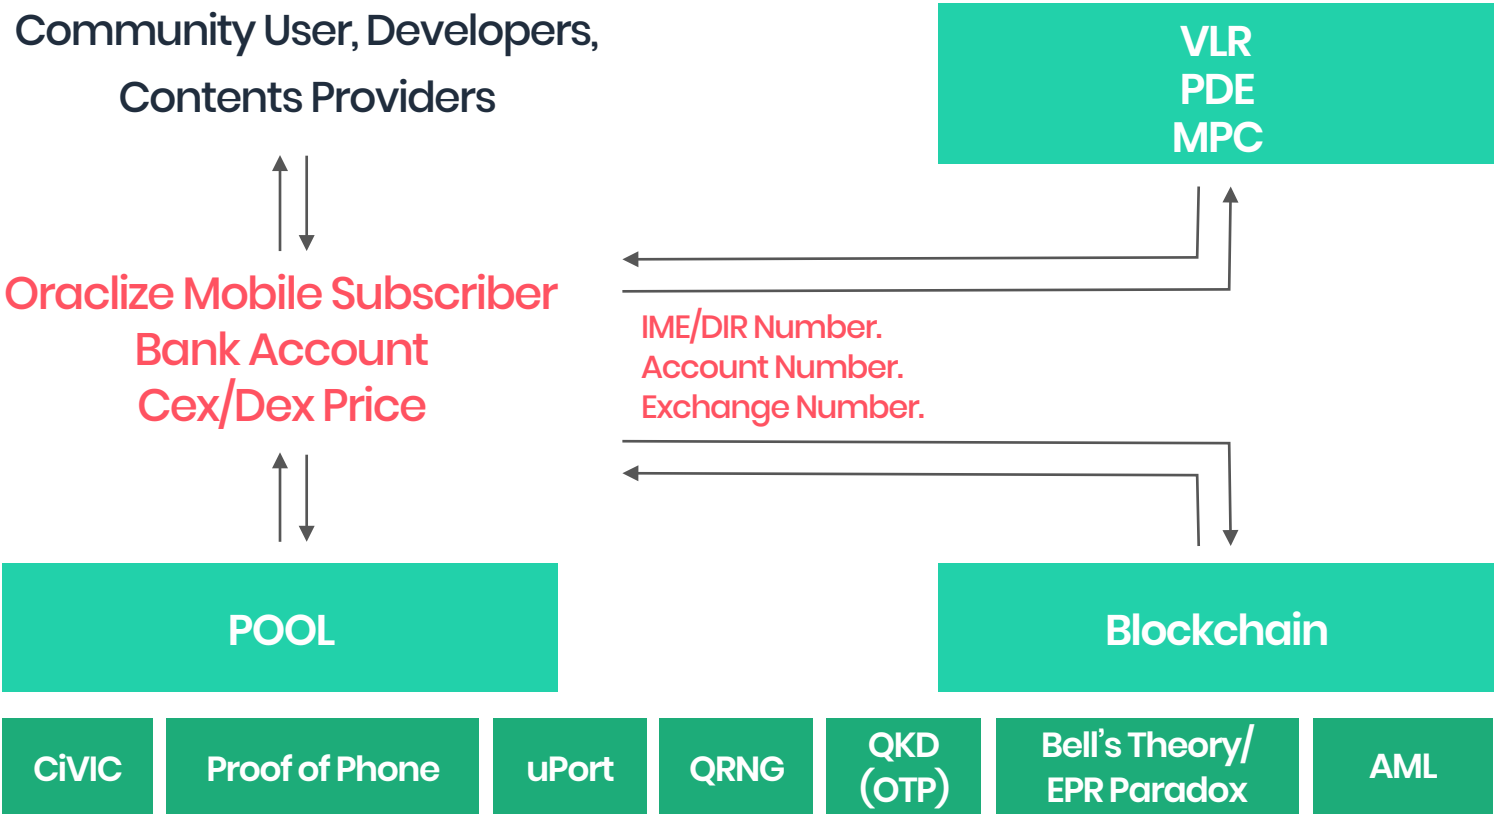 Community User, Developers,
Contents Providers
VLR
PDE
MPC
Oraclize Mobile Subscriber
Bank Account
Cex/Dex Price
IME/DIR Number.
Account Number.
Exchange Number.
POOL
Blockchain
CiVIC
Proof of Phone
uPort
QRNG
QKD
(OTP)
Bell's Theory/
EPR Paradox
AML